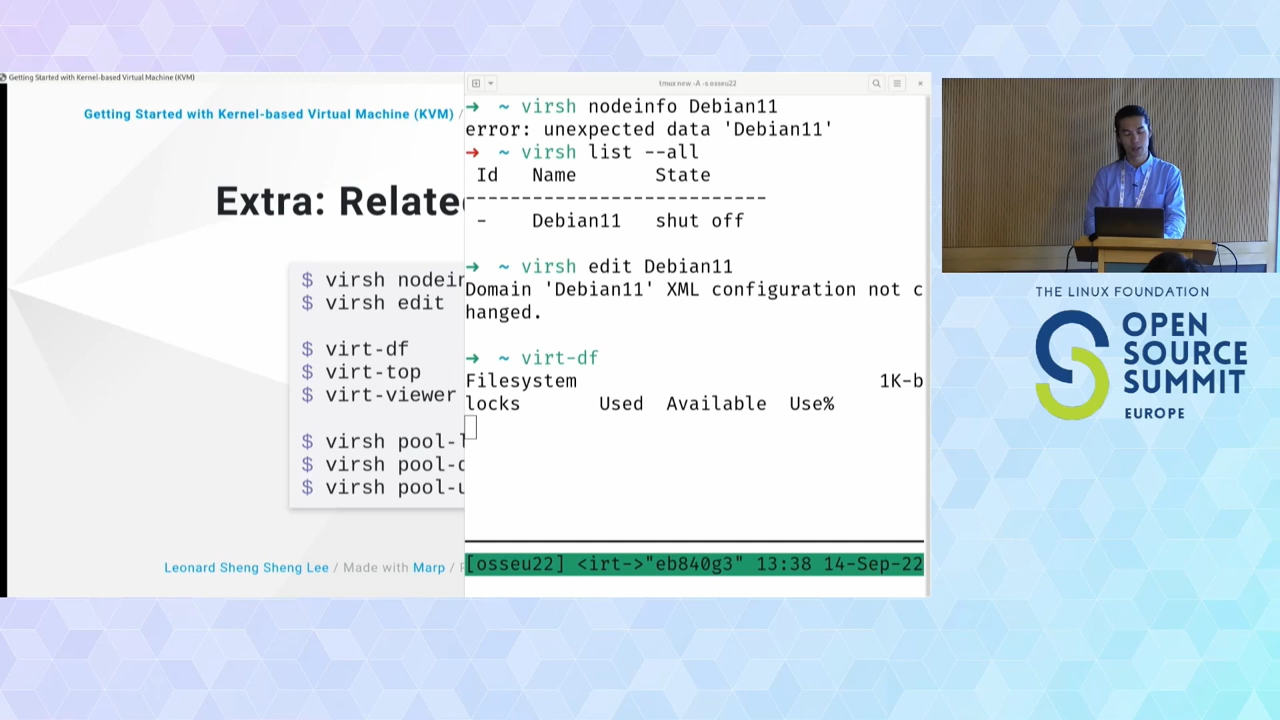 Getting Started with Kernel-based Virtual Machine (KVM)
Getting Started with Kernel-based Virtual Machine (KVM) /
Extra: Relate
$ virsh nodein
$ virsh edit
$ virt-df
$ virt-top
$ virt-viewer
$ virsh pool-l
$ virsh pool-d
$ virsh pool-u
Leonard Sheng Sheng Lee / Made with Marp /
tmux new -A -s osseu22
→ ~ virsh nodeinfo Debian11
error: unexpected data 'Debian11'
→ ~ virsh list --all
Id Name State
---------------------------
- Debian11 shut off
→ ~ virsh edit Debian11
Domain 'Debian11' XML configuration not c
hanged.
→ ~ virt-df
Filesystem 1K-b
locks Used Available Use%
[osseu22] <irt->"eb840g3" 13:38 14-Sep-22
THE LINUX FOUNDATION
OPEN
SOURCE
SUMMIT
EUROPE